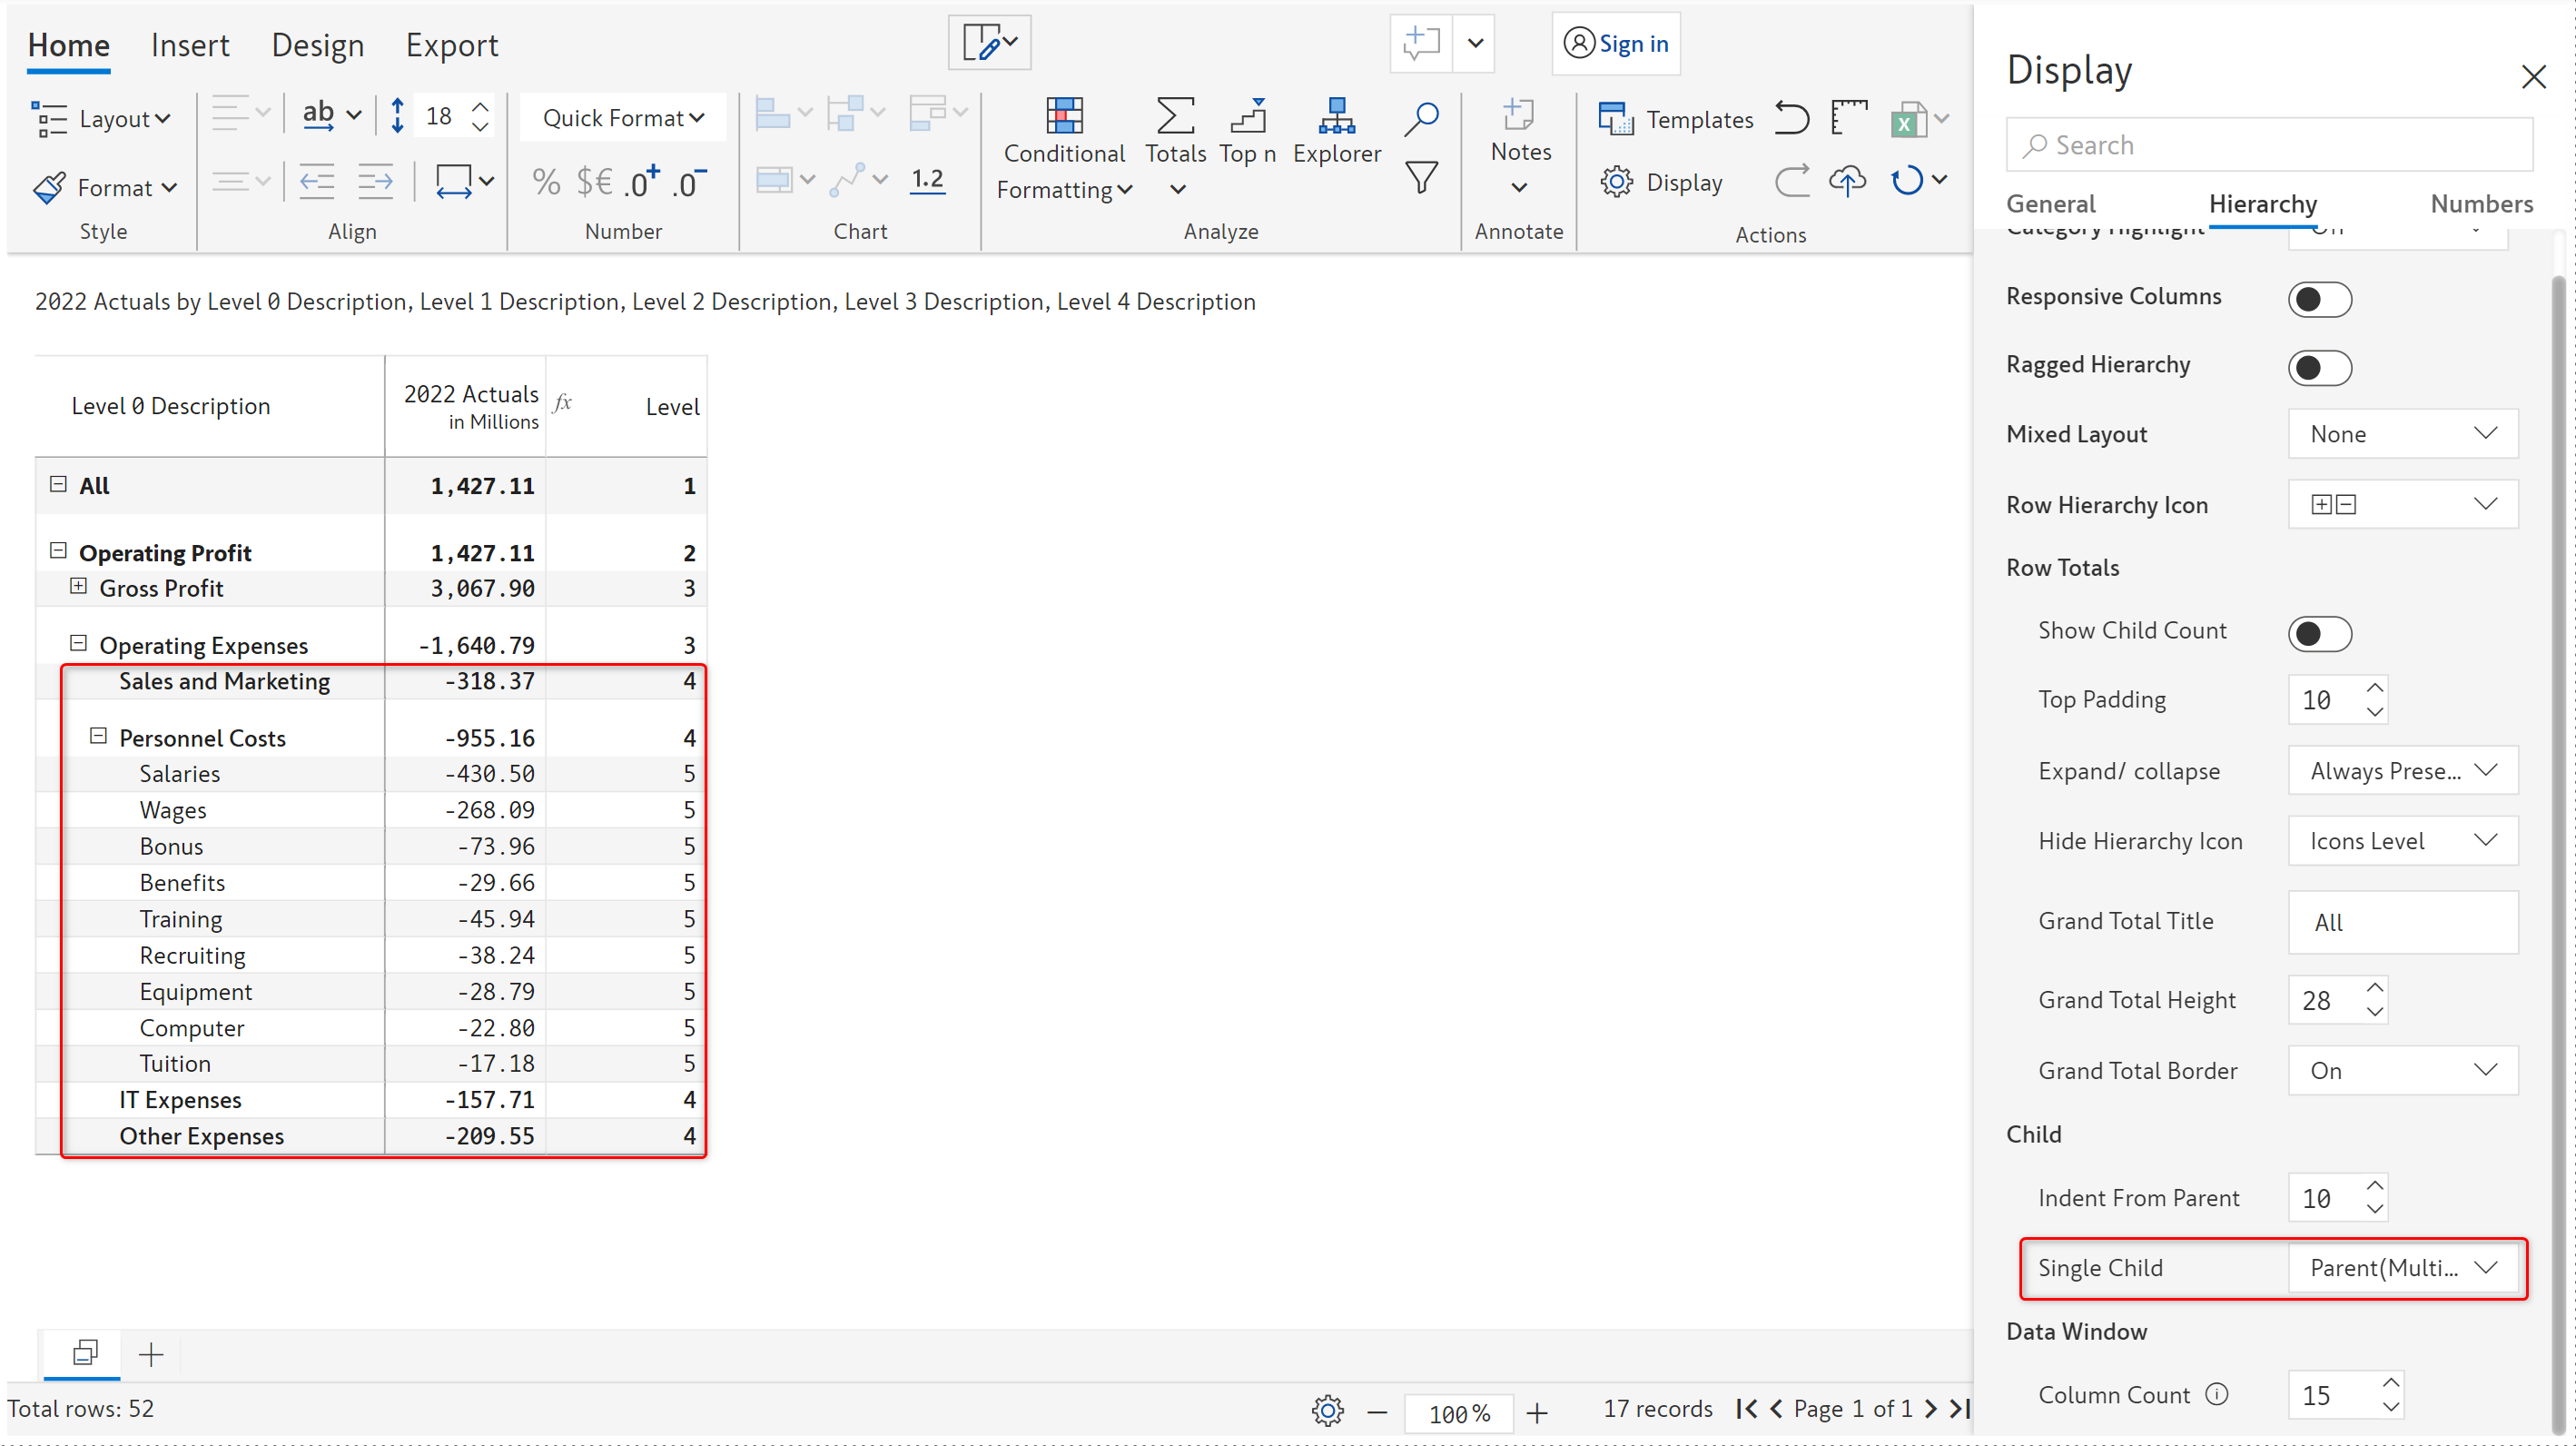 Home Insert Design Export
Sign in
Layout
ab
18
Quick Format
Format
% $€ .0+ .0-
1.2
Conditional Formatting
Totals
Top n
Explorer
Notes
Templates
Display
X
Style
Align
Number
Chart
Analyze
Annotate
Actions
2022 Actuals by Level 0 Description, Level 1 Description, Level 2 Description, Level 3 Description, Level 4 Description
Level 0 Description 2022 Actuals in Millions fx Level
All 1,427.11 1
Operating Profit 1,427.11 2
Gross Profit 3,067.90 3
Operating Expenses -1,640.79 3
Sales and Marketing -318.37 4
Personnel Costs -955.16 4
Salaries -430.50 5
Wages -268.09 5
Bonus -73.96 5
Benefits -29.66 5
Training -45.94 5
Recruiting -38.24 5
Equipment -28.79 5
Computer -22.80 5
Tuition -17.18 5
IT Expenses -157.71 4
Other Expenses -209.55 4
Total rows: 52
100%
17 records
Page 1 of 1
Display
Search
General Hierarchy Numbers
Category Highlight Off
Responsive Columns
Ragged Hierarchy
Mixed Layout None
Row Hierarchy Icon
Row Totals
Show Child Count
Top Padding 10
Expand/ collapse Always Prese...
Hide Hierarchy Icon Icons Level
Grand Total Title All
Grand Total Height 28
Grand Total Border On
Child
Indent From Parent 10
Single Child Parent(Multi...
Data Window
Column Count 15